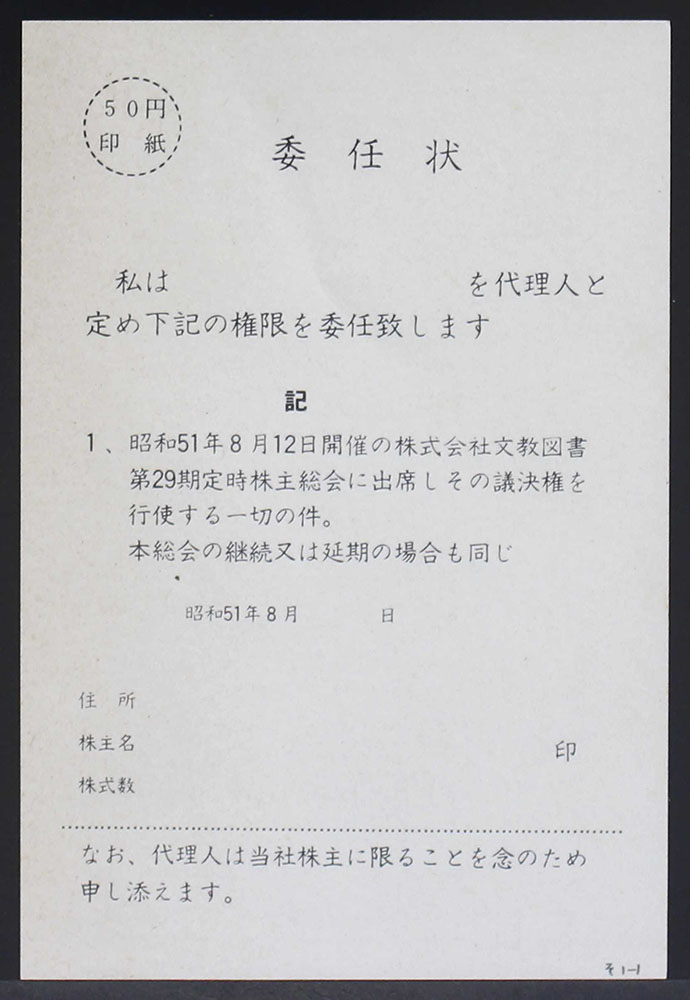 50円
印 紙
委 任 状
私は を代理人と
定め下記の権限を委任致します
記
1、昭和51年8月12日開催の株式会社文教図書
第29期定時株主総会に出席しその議決権を
行使する一切の件。
本総会の継続又は延期の場合も同じ
昭和51年8月 日
住 所
株主名 印
株式数
なお、代理人は当社株主に限ることを念のため
申し添えます。
そ1-1